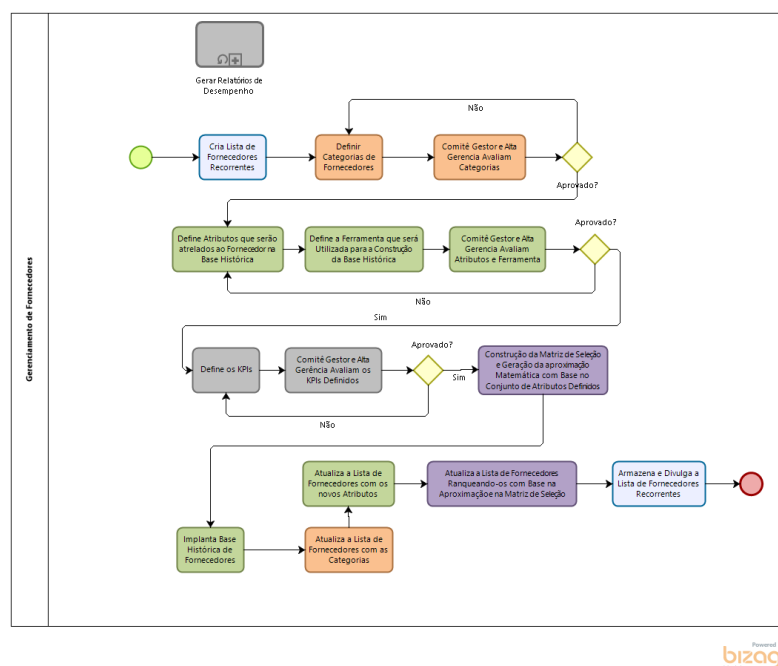 Gerenciamento de Fornecedores
Gerar Relatórios de
Desempenho
Não
Cria Lista de
Fornecedores
Recorrentes
Definir
Categorias de
Fornecedores
Comitê Gestor e Alta
Gerencia Avaliam
Categorias
Aprovado?
Define Atributos que serão
atrelados ao Fornecedor na
Base Histórica
Define a Ferramenta que será
Utilizada para a Construção
da Base Histórica
Comitê Gestor e Alta
Gerencia Avaliam
Atributos e Ferramenta
Aprovado?
Não
Sim
Define os KPIs
Comitê Gestor e Alta
Gerência Avaliam os
KPIs Definidos
Aprovado?
Sim
Não
Construção da Matriz de Seleção
e Geração da aproximação
Matemática com Base no
Conjunto de Atributos Definidos
Atualiza a Lista de
Fornecedores com os
novos Atributos
Atualiza a Lista de Fornecedores
Ranqueando-os com Base na
Aproximação e na Matriz de Seleção
Armazena e Divulga a
Lista de Fornecedores
Recorrentes
Implanta Base
Histórica de
Fornecedores
Atualiza a Lista de
Fornecedores com as
Categorias
Powered
bizag